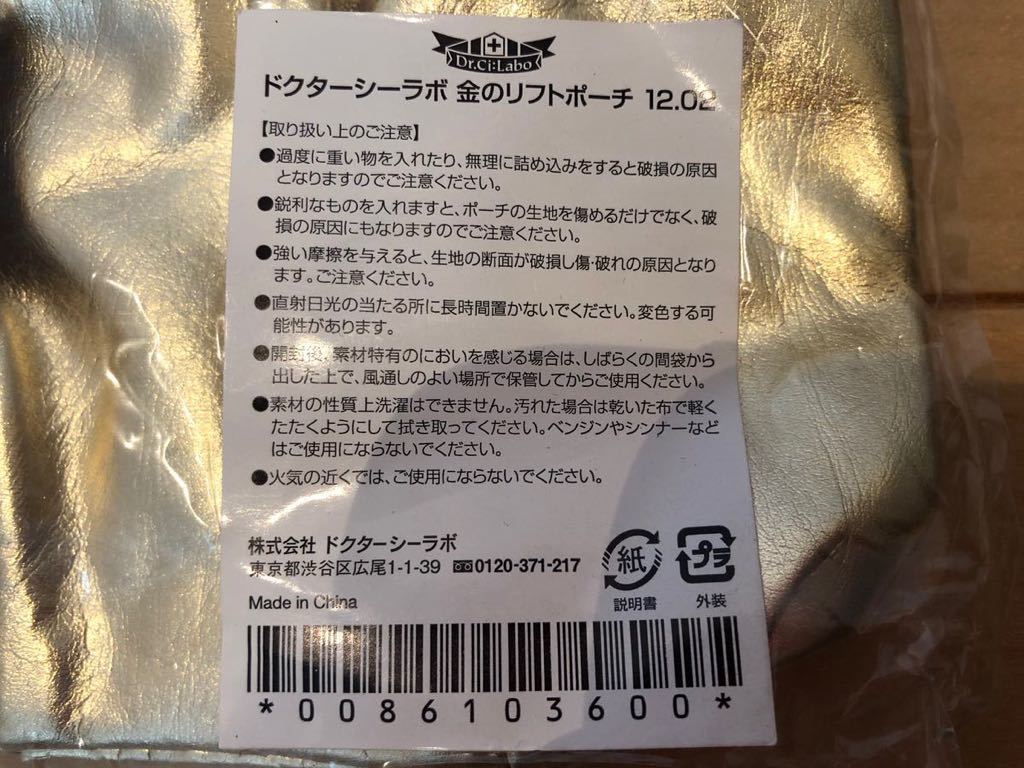 Dr.Ci:Labo
ドクターシーラボ 金のリフトポーチ 12.02
【取り扱い上のご注意】
●過度に重い物を入れたり、無理に詰め込みをすると破損の原因
となりますのでご注意ください。
●鋭利なものを入れますと、ポーチの生地を傷めるだけでなく、破
損の原因にもなりますのでご注意ください。
●強い摩擦を与えると、生地の断面が破損し傷・破れの原因となり
ます。ご注意ください。
●直射日光の当たる所に長時間置かないでください。変色する可
能性があります。
●開封後、素材特有のにおいを感じる場合は、しばらくの間袋から
出した上で、風通しのよい場所で保管してからご使用ください。
●素材の性質上洗濯はできません。汚れた場合は乾いた布で軽く
たたくようにして拭き取ってください。ベンジンやシンナーなど
はご使用にならないでください。
●火気の近くでは、ご使用にならないでください。
株式会社 ドクターシーラボ
東京都渋谷区広尾1-1-39 0120-371-217
紙
プラ
説明書 外装
Made in China
*0086103600*